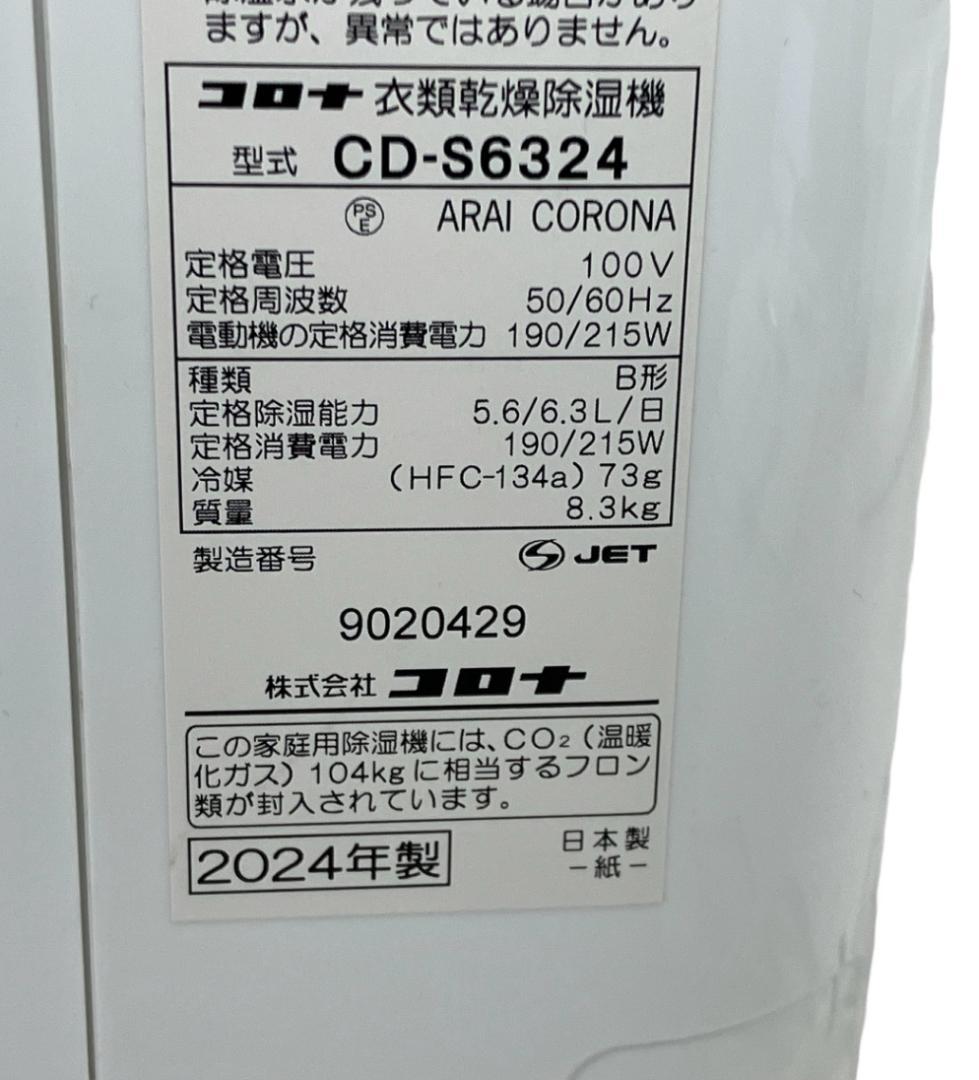 ますが、異常ではありません。
コロナ 衣類乾燥除湿機
型式 CD-S6324
PSE ARAI CORONA
定格電圧 100V
定格周波数 50/60Hz
電動機の定格消費電力 190/215W
種類 B形
定格除湿能力 5.6/6.3L/日
定格消費電力 190/215W
冷媒 (HFC-134a) 73g
質量 8.3kg
製造番号 JET
9020429
株式会社 コロナ
この家庭用除湿機には、CO₂(温暖
化ガス)104kgに相当するフロン
類が封入されています。
2024年製 日本製
-紙-